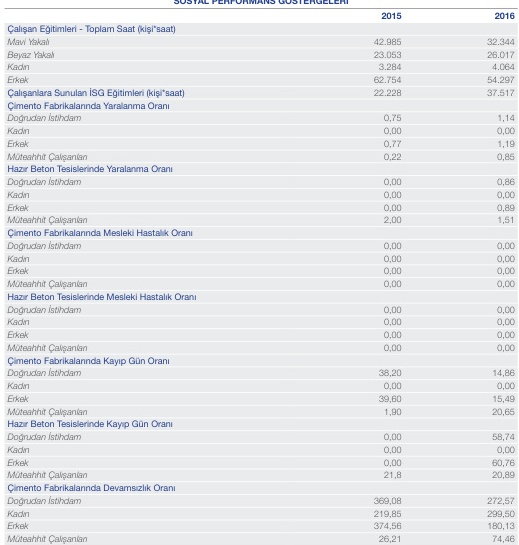 SOSYAL PERFORMANS GÖSTERGELERİ
2015 2016
Çalışan Eğitimleri - Toplam Saat (kişi*saat)
Mavi Yakalı 42.985 32.344
Beyaz Yakalı 23.053 26.017
Kadın 3.284 4.064
Erkek 62.754 54.297
Çalışanlara Sunulan İSG Eğitimleri (kişi*saat) 22.228 37.517
Çimento Fabrikalarında Yaralanma Oranı
Doğrudan İstihdam 0,75 1,14
Kadın 0,00 0,00
Erkek 0,77 1,19
Müteahhit Çalışanları 0,22 0,85
Hazır Beton Tesislerinde Yaralanma Oranı
Doğrudan İstihdam 0,00 0,86
Kadın 0,00 0,00
Erkek 0,00 0,89
Müteahhit Çalışanları 2,00 1,51
Çimento Fabrikalarında Mesleki Hastalık Oranı
Doğrudan İstihdam 0,00 0,00
Kadın 0,00 0,00
Erkek 0,00 0,00
Müteahhit Çalışanları 0,00 0,00
Hazır Beton Tesislerinde Mesleki Hastalık Oranı
Doğrudan İstihdam 0,00 0,00
Kadın 0,00 0,00
Erkek 0,00 0,00
Müteahhit Çalışanları 0,00 0,00
Çimento Fabrikalarında Kayıp Gün Oranı
Doğrudan İstihdam 38,20 14,86
Kadın 0,00 0,00
Erkek 39,60 15,49
Müteahhit Çalışanları 1,90 20,65
Hazır Beton Tesislerinde Kayıp Gün Oranı
Doğrudan İstihdam 0,00 58,74
Kadın 0,00 0,00
Erkek 0,00 60,76
Müteahhit Çalışanları 21,8 20,89
Çimento Fabrikalarında Devamsızlık Oranı
Doğrudan İstihdam 369,08 272,57
Kadın 219,85 299,50
Erkek 374,56 180,13
Müteahhit Çalışanları 26,21 74,46